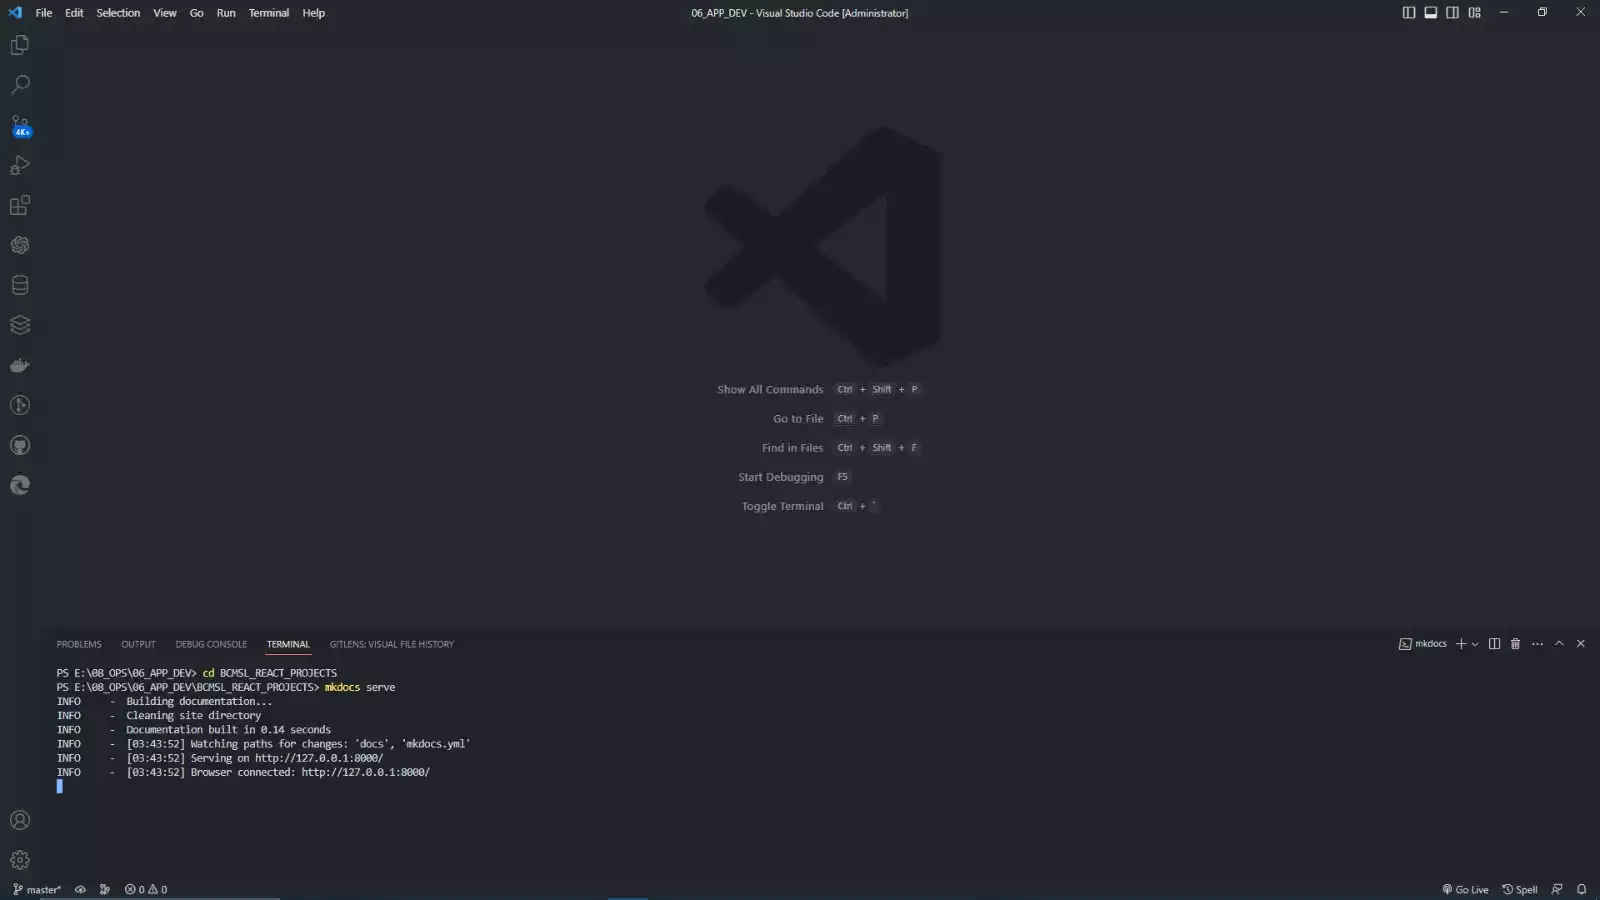 File Edit Selection View Go Run Terminal Help
06_APP_DEV - Visual Studio Code [Administrator]
4K+
Show All Commands Ctrl + Shift + P
Go to File Ctrl + P
Find in Files Ctrl + Shift + F
Start Debugging F5
Toggle Terminal Ctrl + `
PROBLEMS OUTPUT DEBUG CONSOLE TERMINAL GITLENS: VISUAL FILE HISTORY
mkdocs
PS E:\08_OPS\06_APP_DEV> cd BCMSL_REACT_PROJECTS
PS E:\08_OPS\06_APP_DEV\BCMSL_REACT_PROJECTS> mkdocs serve
INFO - Building documentation...
INFO - Cleaning site directory
INFO - Documentation built in 0.14 seconds
INFO - [03:43:52] Watching paths for changes: 'docs', 'mkdocs.yml'
INFO - [03:43:52] Serving on http://127.0.0.1:8000/
INFO - [03:43:52] Browser connected: http://127.0.0.1:8000/
master* 0 0 Go Live Spell